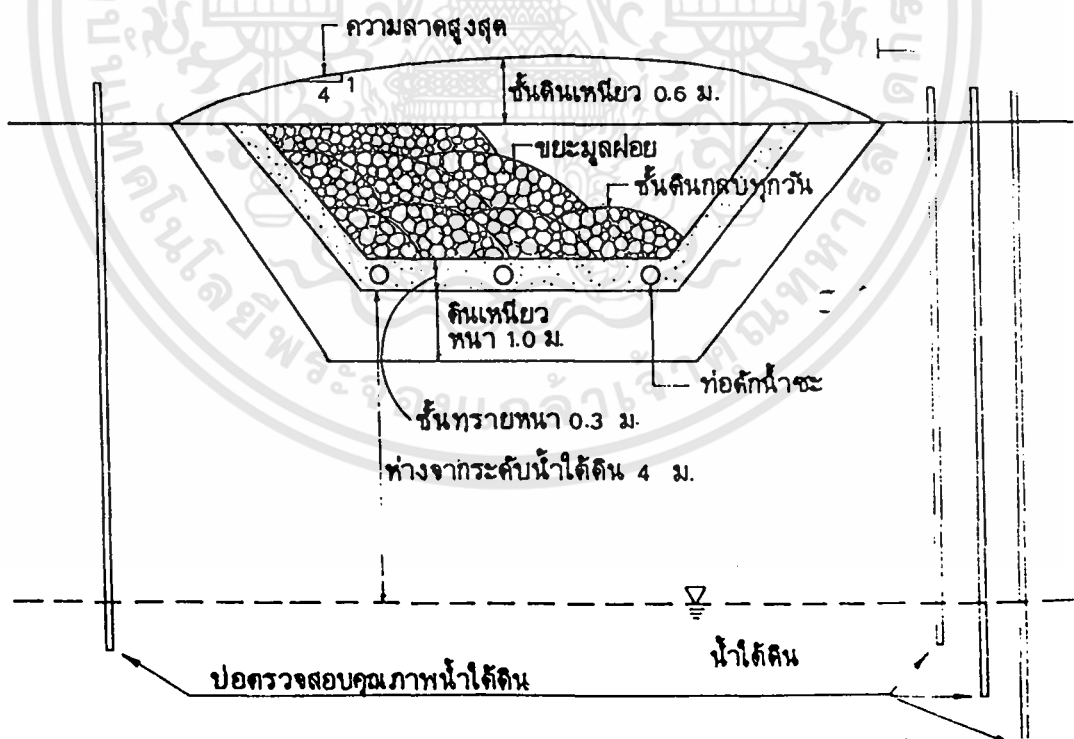 ความลาดสูงสุด
1
4
ชั้นดินเหนียว 0.6 ม.
ขยะมูลฝอย
ชั้นดินกลบทุกวัน
ดินเหนียว
หนา 1.0 ม.
ท่อดักน้ำชะ
ชั้นทรายหนา 0.3 ม.
ห่างจากระดับน้ำใต้ดิน 4 ม.
น้ำใต้ดิน
บ่อตรวจสอบคุณภาพน้ำใต้ดิน